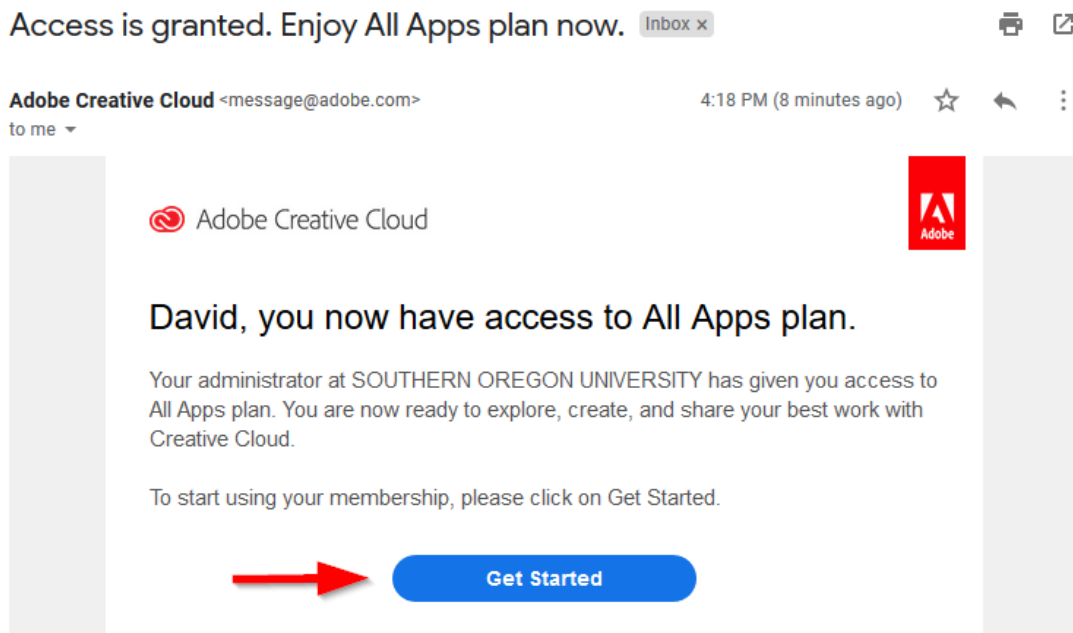 Access is granted. Enjoy All Apps plan now. Inbox x
Adobe Creative Cloud <message@adobe.com> 4:18 PM (8 minutes ago)
to me
Adobe Creative Cloud
Adobe
David, you now have access to All Apps plan.
Your administrator at SOUTHERN OREGON UNIVERSITY has given you access to
All Apps plan. You are now ready to explore, create, and share your best work with
Creative Cloud.
To start using your membership, please click on Get Started.
Get Started